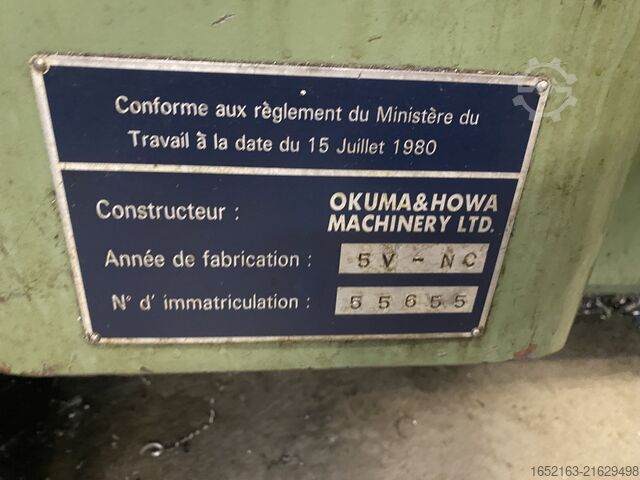 Conforme aux règlement du Ministère du
Travail à la date du 15 Juillet 1980
Constructeur : OKUMA&HOWA
MACHINERY LTD.
Année de fabrication : 5V-NC
N° d' immatriculation : 55655
1652163-21629498